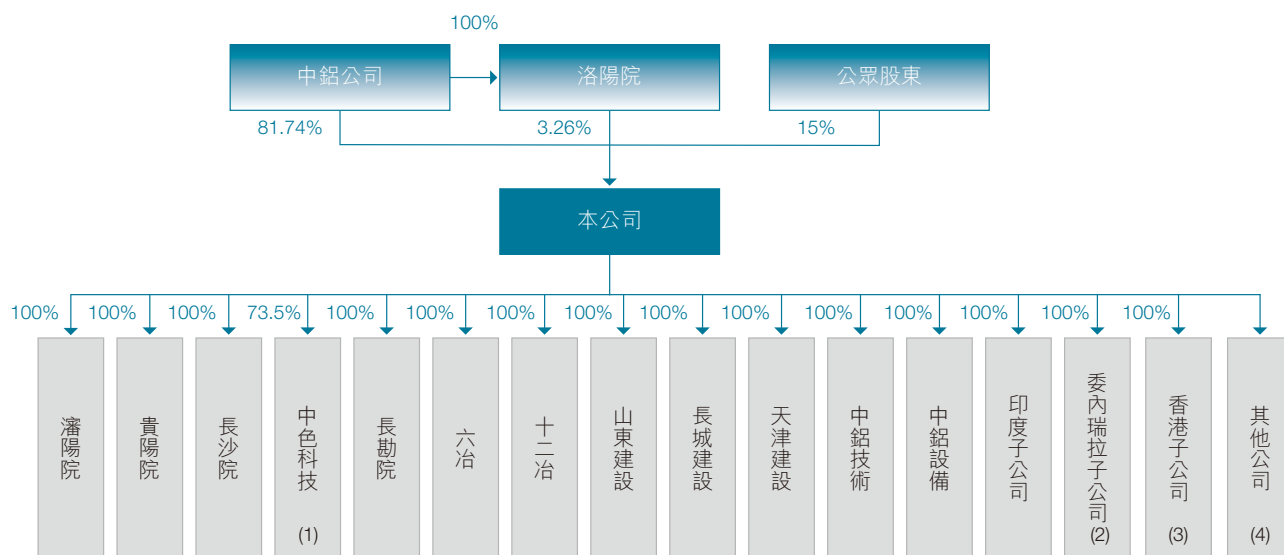 100%
中鋁公司
洛陽院
公眾股東
81.74%
3.26%
15%
本公司
100%
100%
100%
73.5%
100%
100%
100%
100%
100%
100%
100%
100%
100%
100%
100%
瀋陽院
貴陽院
長沙院
中色科技
(1)
長勘院
六冶
十二冶
山東建設
長城建設
天津建設
中鋁技術
中鋁設備
印度子公司
委內瑞拉子公司
(2)
香港子公司
(3)
其他公司
(4)